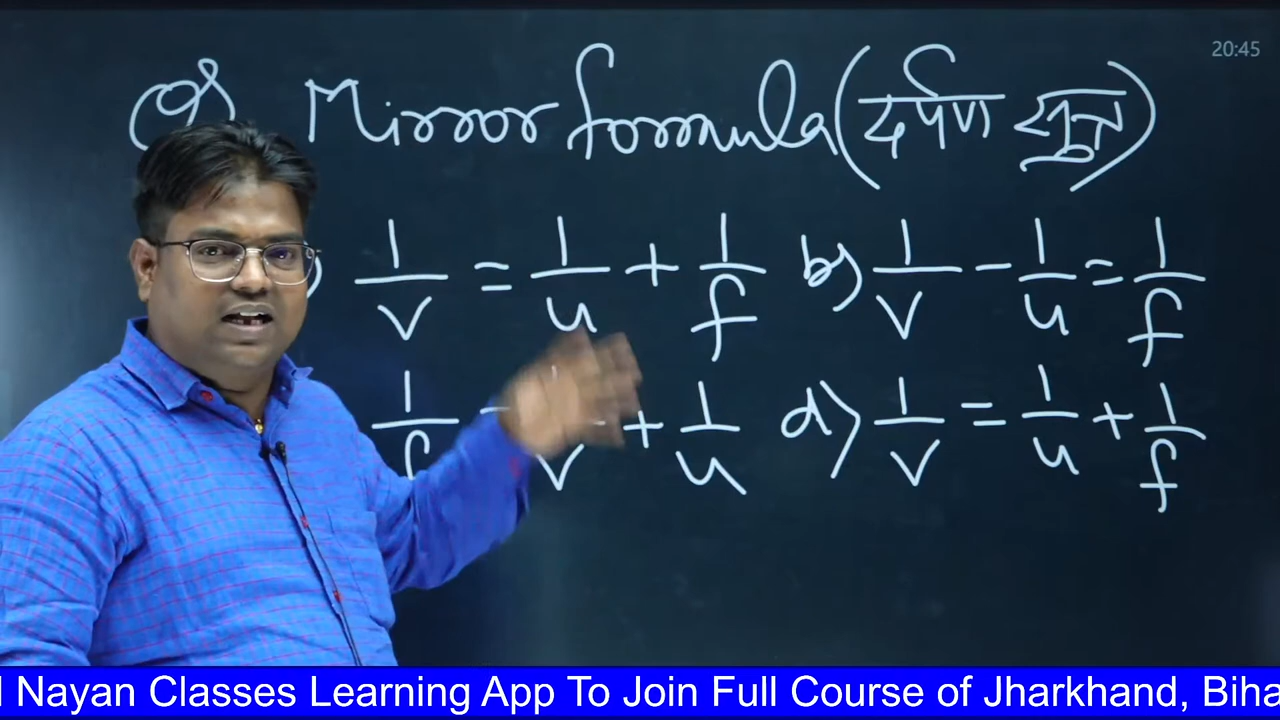 20:45
Q Mirror formula (दर्पण सूत्र)
) 1/v = 1/u + 1/f b) 1/v - 1/u = 1/f
1/f = 1/v + 1/u d) 1/v = 1/u + 1/f
Nayan Classes Learning App To Join Full Course of Jharkhand, Biha